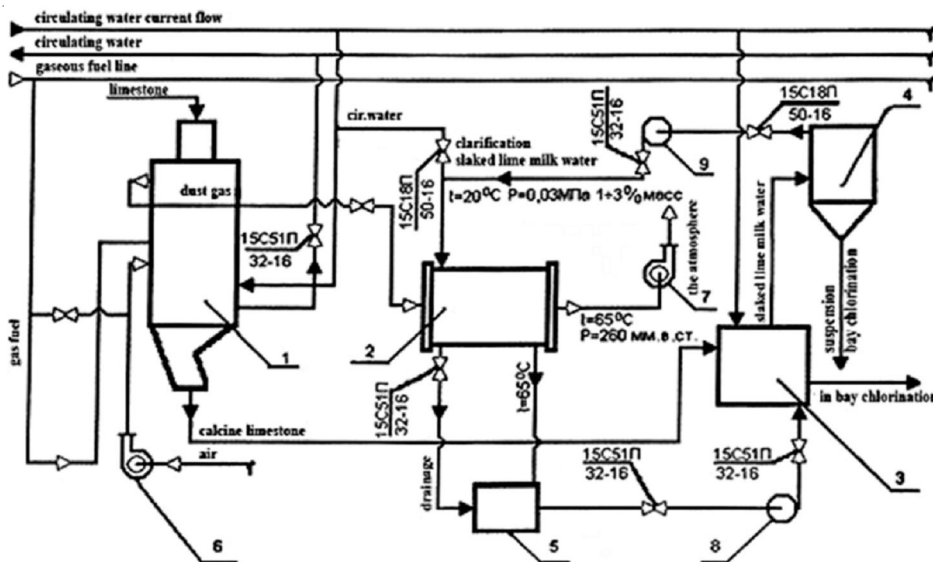 circulating water current flow
circulating water
gaseous fuel line
limestone
cir.water
clarification
slaked lime milk water
15С51П
32-16
15С18П
50-16
4
9
dust gas
15С18П
50-16
t=20⁰C P=0,03МПа 1+3%масс
15С51П
32-16
the atmosphere
slaked lime milk water
7
1
2
t=65⁰C
P=260 мм.в.ст.
suspension
bay chlorination
gas fuel
15С51П
32-16
t=65⁰C
in bay chlorination
calcine limestone
air
drainage
15С51П
32-16
15С51П
32-16
3
6
5
8